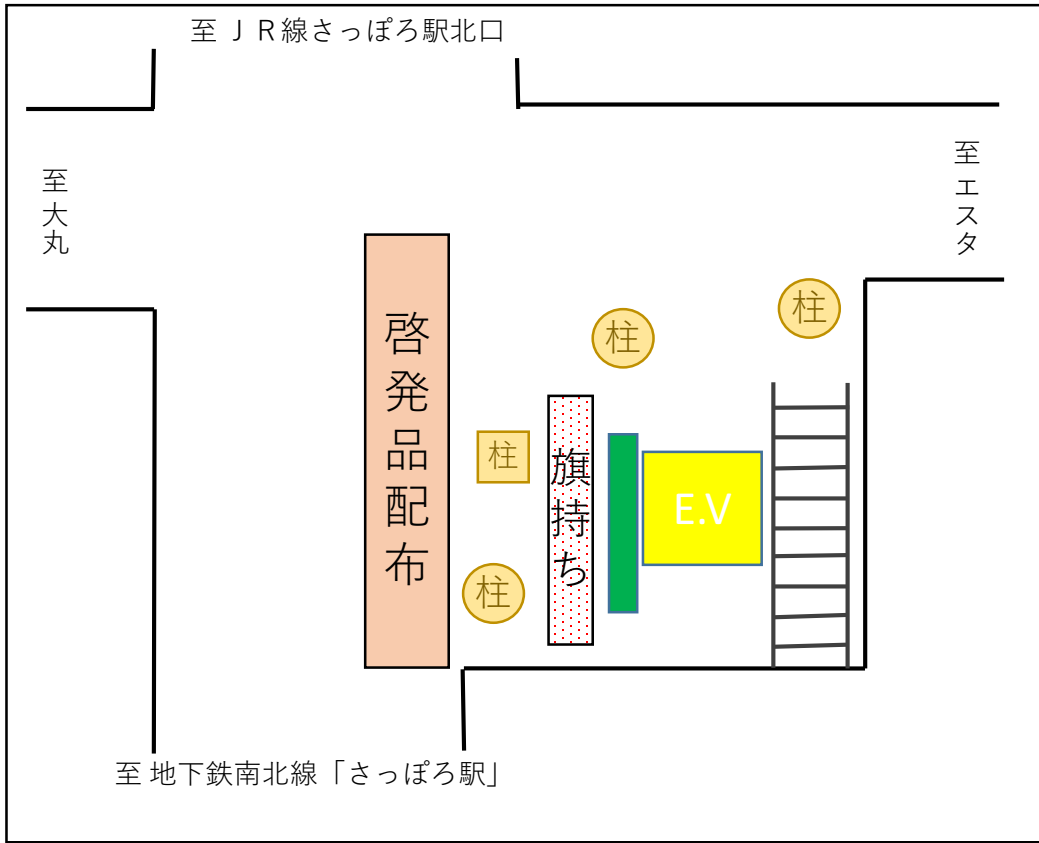 至 ＪＲ線さっぽろ駅北口
至 大丸
至 エスタ
啓発品配布
柱
柱
柱
柱
旗持ち
E.V
至 地下鉄南北線「さっぽろ駅」